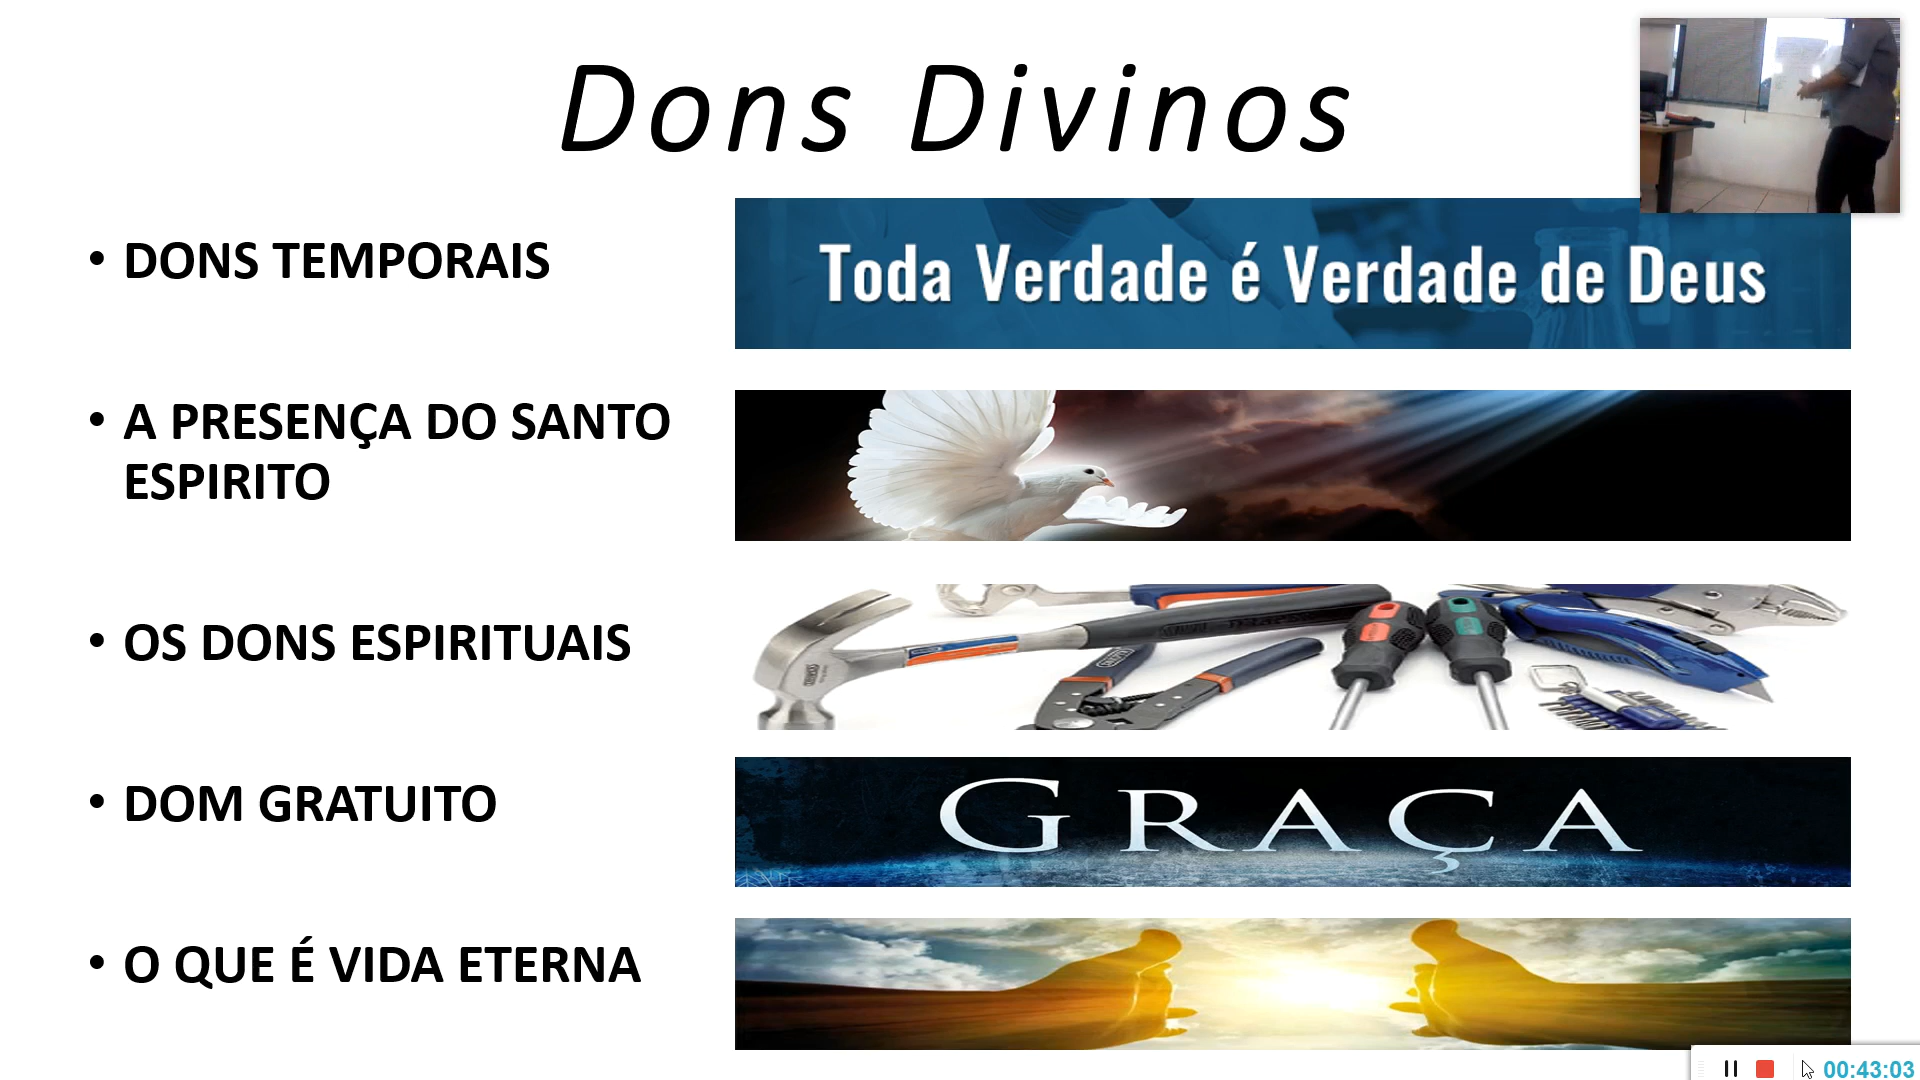 Dons Divinos
• DONS TEMPORAIS
Toda Verdade é Verdade de Deus
• A PRESENÇA DO SANTO
ESPIRITO
• OS DONS ESPIRITUAIS
• DOM GRATUITO
GRAÇA
• O QUE É VIDA ETERNA
00:43:03